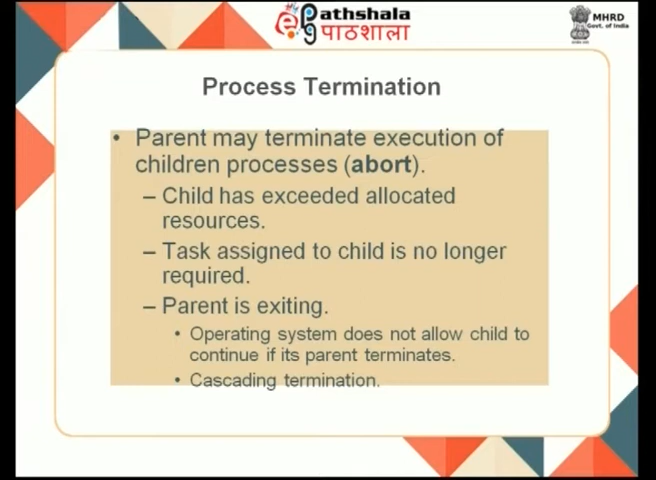 ePathshala
पाठशाला
MHRD
Govt. of India
Process Termination
• Parent may terminate execution of
children processes (abort).
– Child has exceeded allocated
resources.
– Task assigned to child is no longer
required.
– Parent is exiting.
• Operating system does not allow child to
continue if its parent terminates.
• Cascading termination.